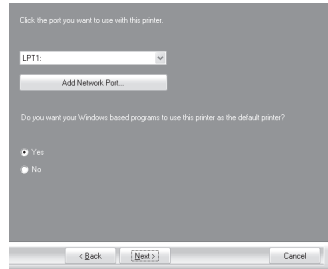 Click the port you want to use with this printer.
LPT1:
Add Network Port...
Do you want your Windows based programs to use this printer as the default printer?
Yes
No
< Back
Next >
Cancel